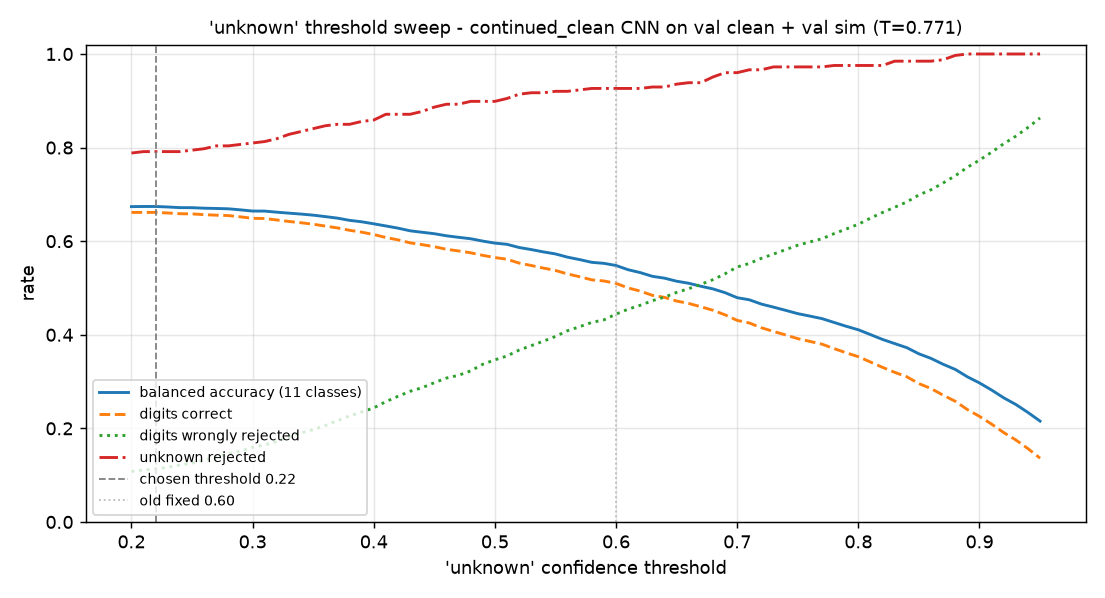 'unknown' threshold sweep - continued_clean CNN on val clean + val sim (T=0.771)
1.0
0.8
0.6
0.4
0.2
0.0
rate
balanced accuracy (11 classes)
digits correct
digits wrongly rejected
unknown rejected
chosen threshold 0.22
old fixed 0.60
0.2 0.3 0.4 0.5 0.6 0.7 0.8 0.9
'unknown' confidence threshold